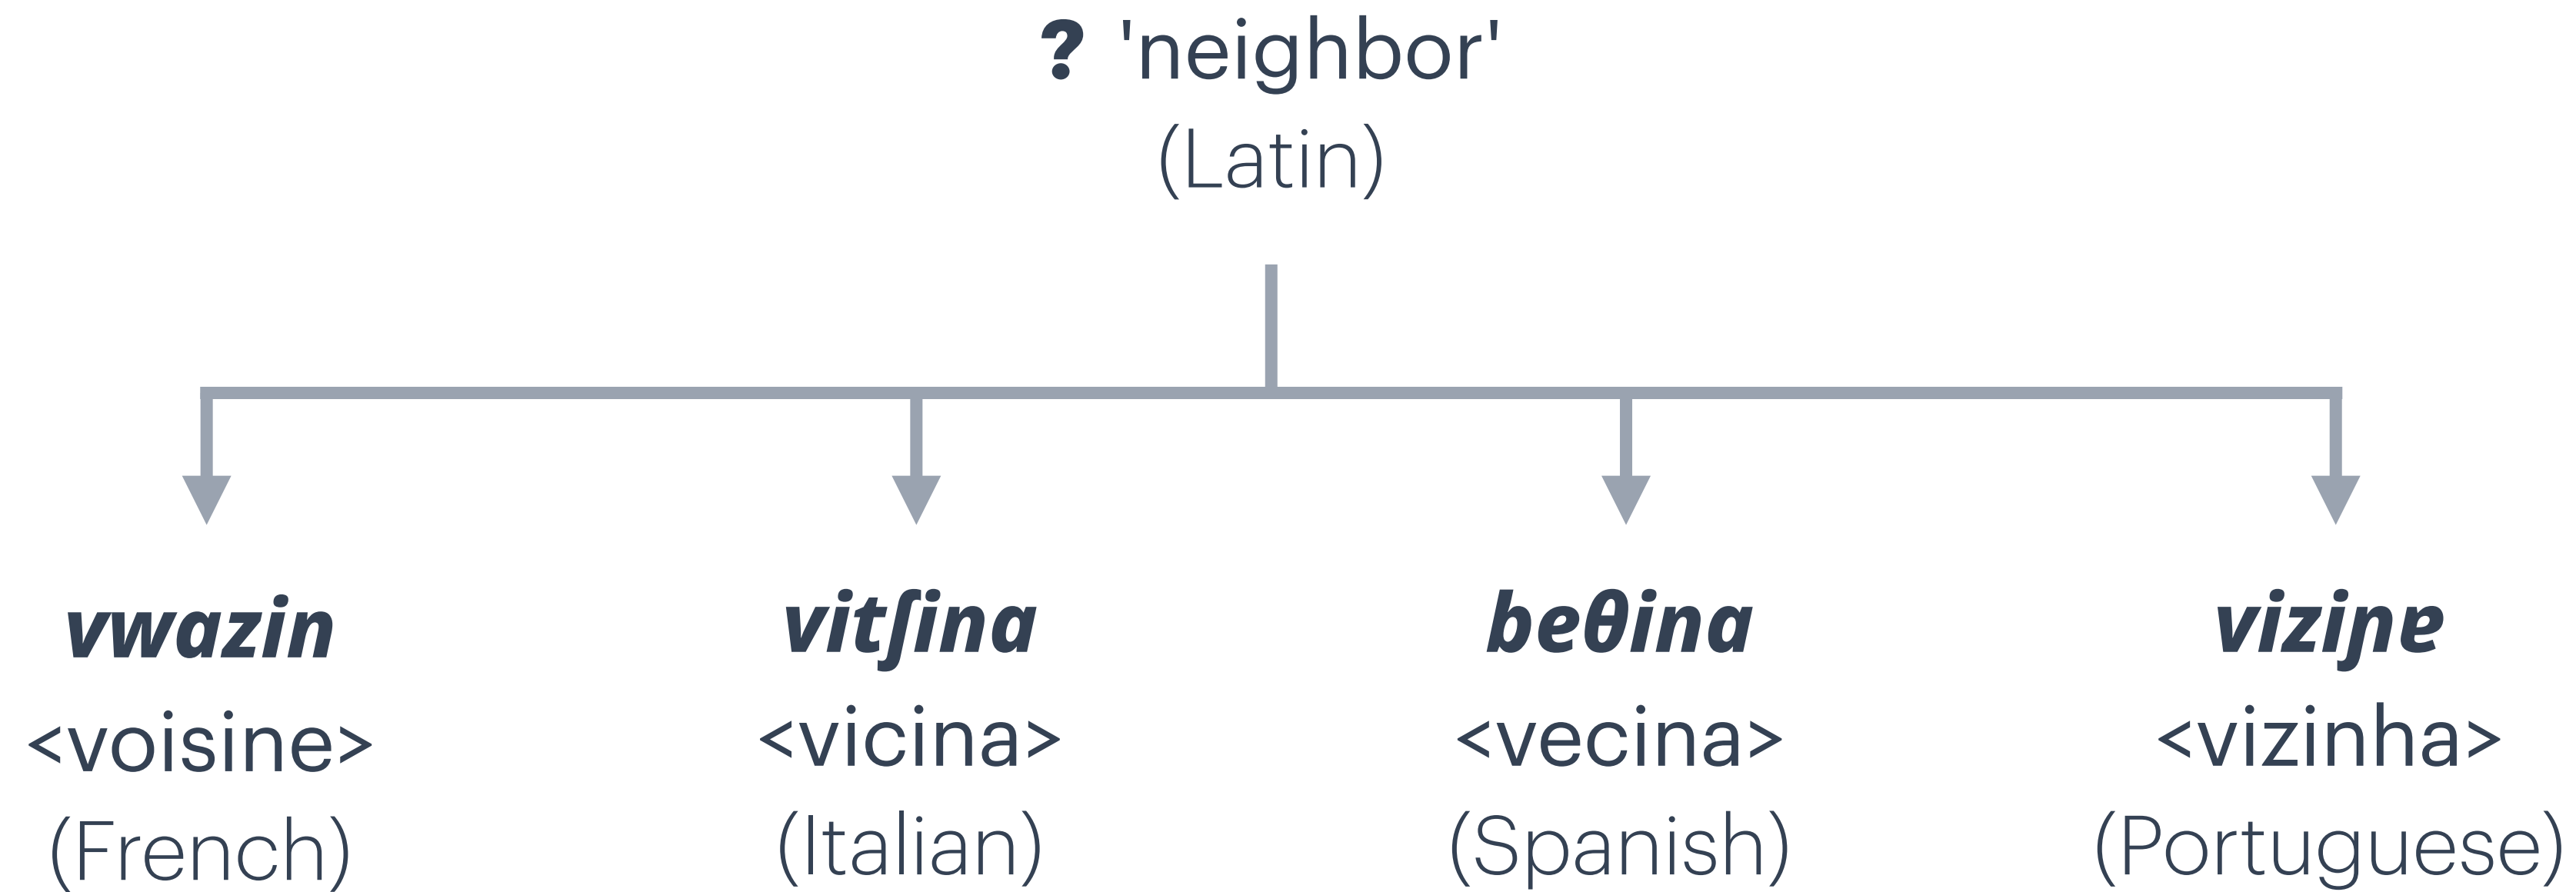 ? 'neighbor'
(Latin)
vwazin
<voisine>
(French)
vitʃina
<vicina>
(Italian)
beθina
<vecina>
(Spanish)
viziɲɐ
<vizinha>
(Portuguese)